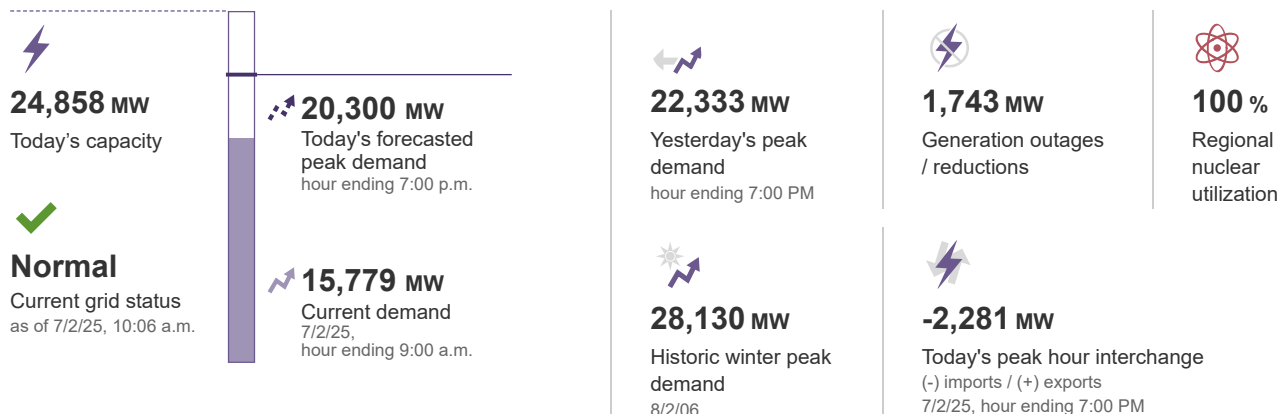 24,858 MW
Today's capacity
Normal
Current grid status
as of 7/2/25, 10:06 a.m.
20,300 MW
Today's forecasted
peak demand
hour ending 7:00 p.m.
15,779 MW
Current demand
7/2/25,
hour ending 9:00 a.m.
22,333 MW
Yesterday's peak
demand
hour ending 7:00 PM
1,743 MW
Generation outages
/ reductions
100 %
Regional
nuclear
utilization
28,130 MW
Historic winter peak
demand
8/2/06
-2,281 MW
Today's peak hour interchange
(-) imports / (+) exports
7/2/25, hour ending 7:00 PM